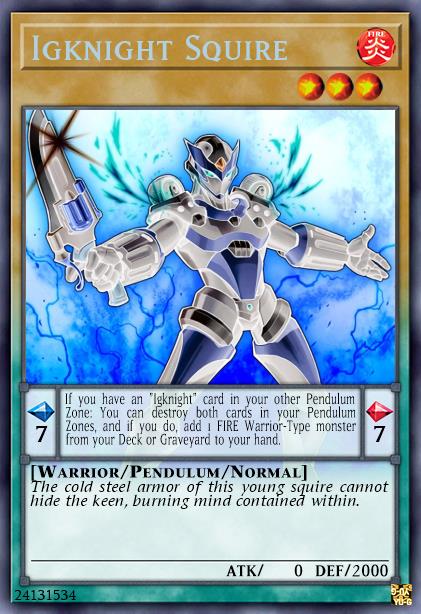 Igknight Squire
FIRE
炎
If you have an "Igknight" card in your other Pendulum
Zone: You can destroy both cards in your Pendulum
Zones, and if you do, add 1 FIRE Warrior-Type monster
from your Deck or Graveyard to your hand.
7
7
[Warrior/Pendulum/Normal]
The cold steel armor of this young squire cannot
hide the keen, burning mind contained within.
ATK/ 0 DEF/2000
24131534